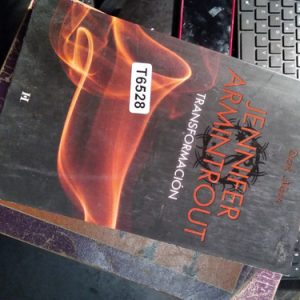 JENNIFER
ARMINTROUT
TRANSFORMACIÓN
T6528
H